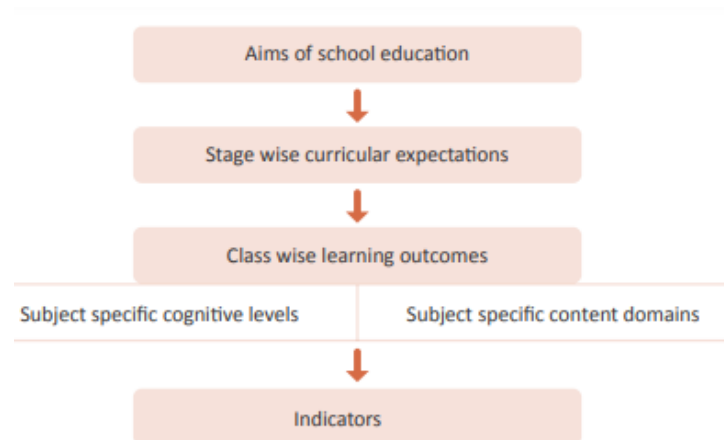 Aims of school education
Stage wise curricular expectations
Class wise learning outcomes
Subject specific cognitive levels
Subject specific content domains
Indicators